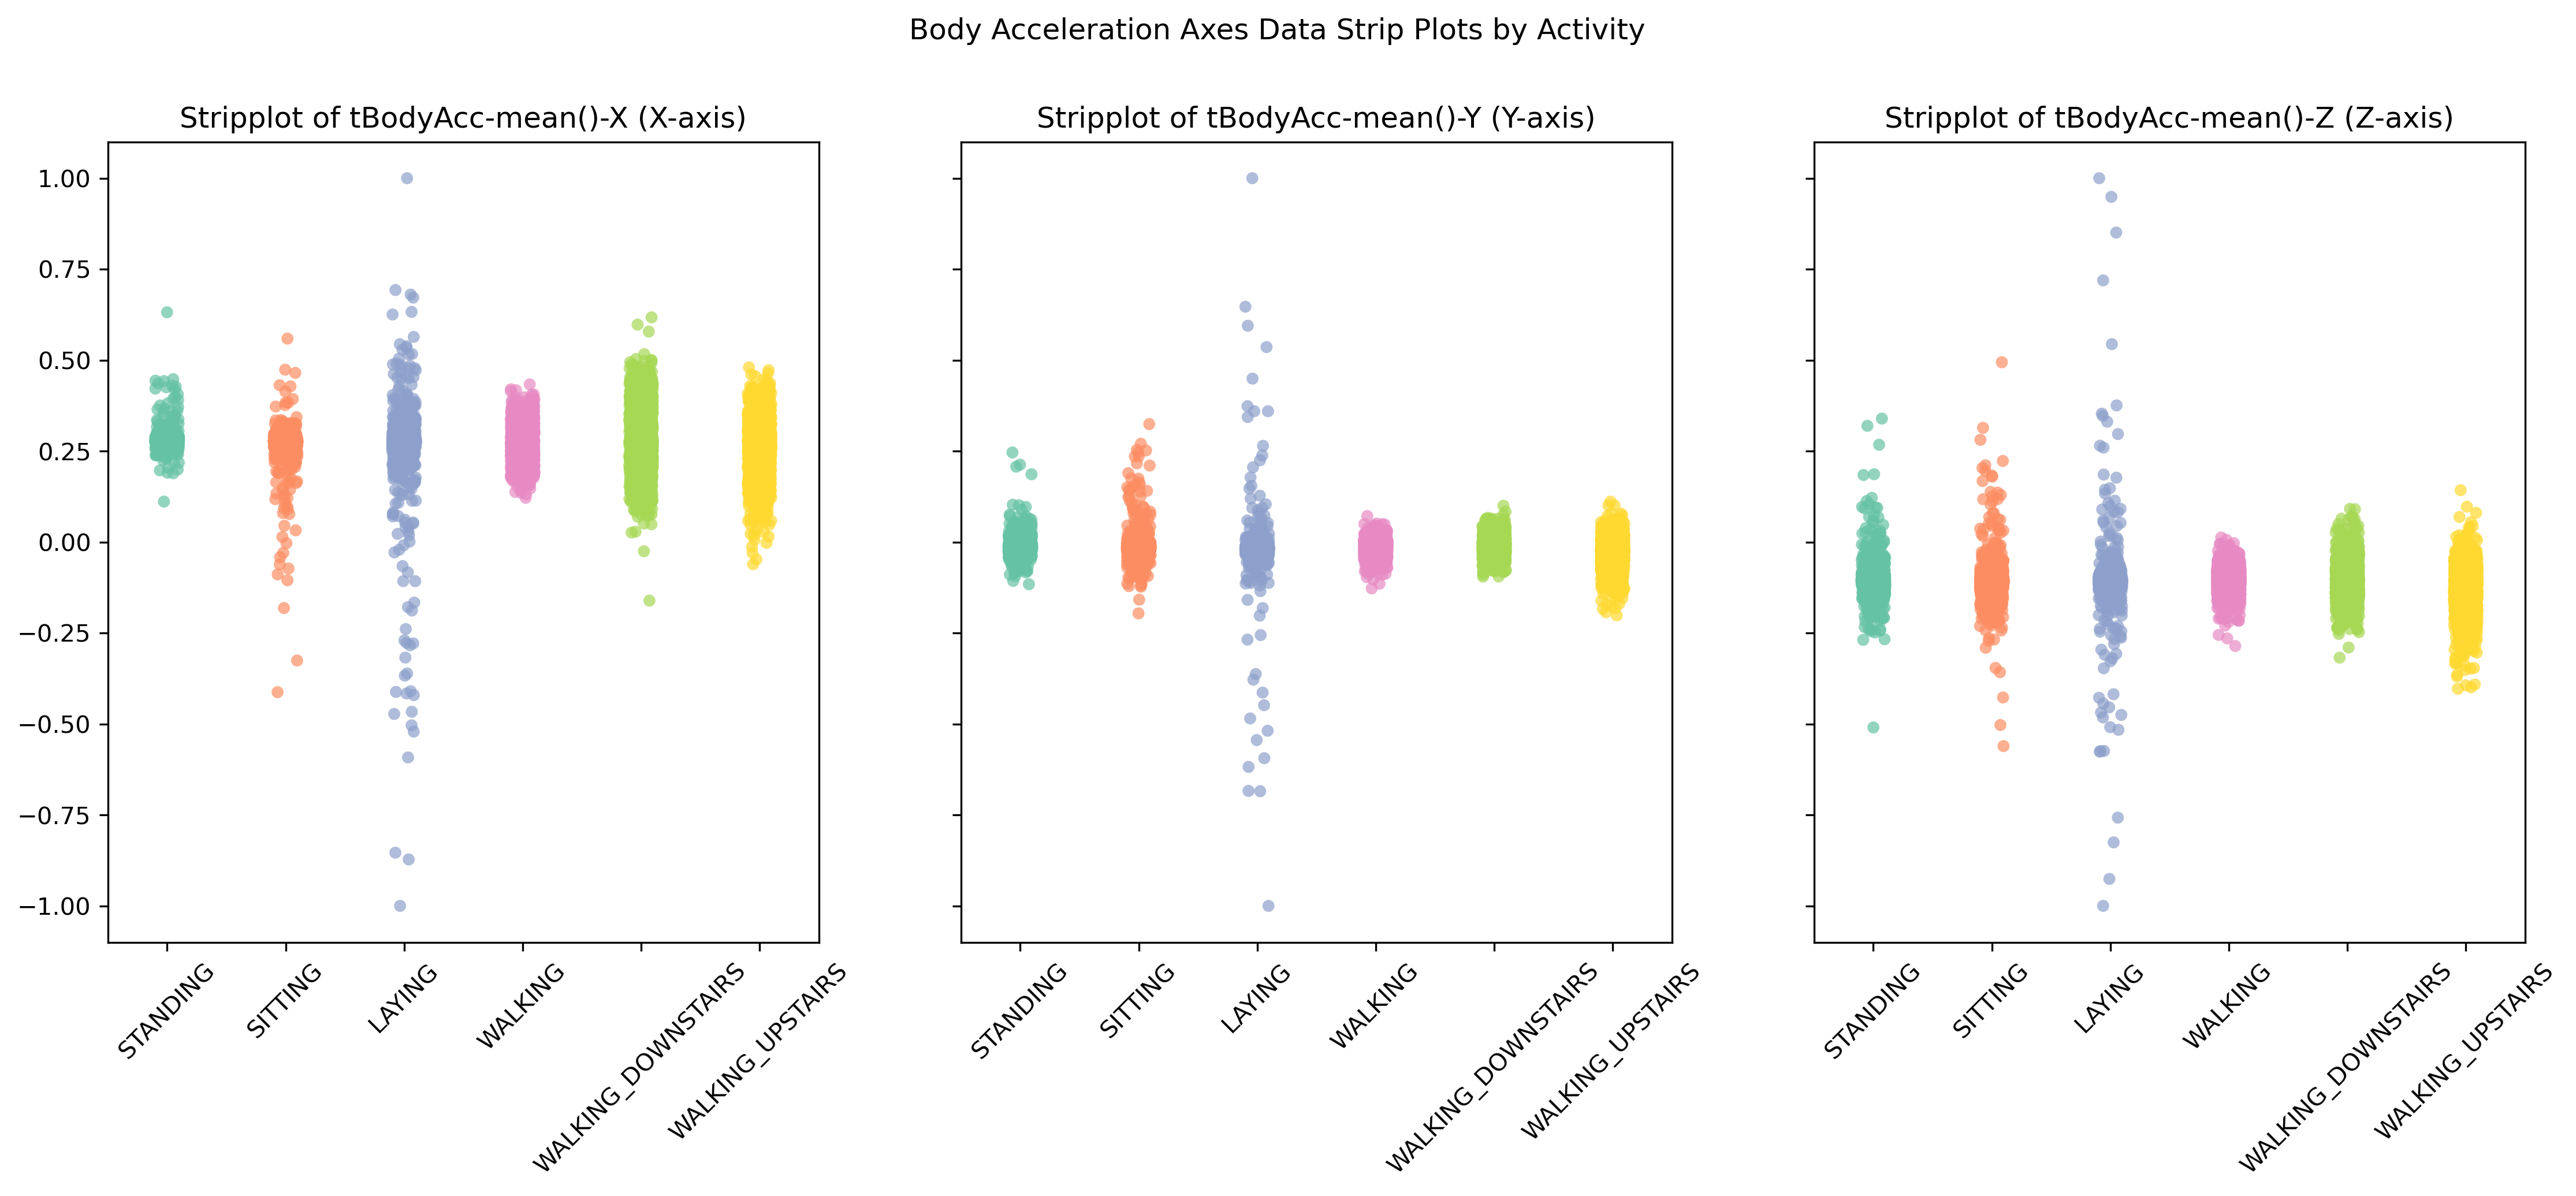 Body Acceleration Axes Data Strip Plots by Activity
Stripplot of tBodyAcc-mean()-X (X-axis)
1.00
0.75
0.50
0.25
0.00
−0.25
−0.50
−0.75
−1.00
STANDING
SITTING
LAYING
WALKING
WALKING_DOWNSTAIRS
WALKING_UPSTAIRS
Stripplot of tBodyAcc-mean()-Y (Y-axis)
STANDING
SITTING
LAYING
WALKING
WALKING_DOWNSTAIRS
WALKING_UPSTAIRS
Stripplot of tBodyAcc-mean()-Z (Z-axis)
STANDING
SITTING
LAYING
WALKING
WALKING_DOWNSTAIRS
WALKING_UPSTAIRS